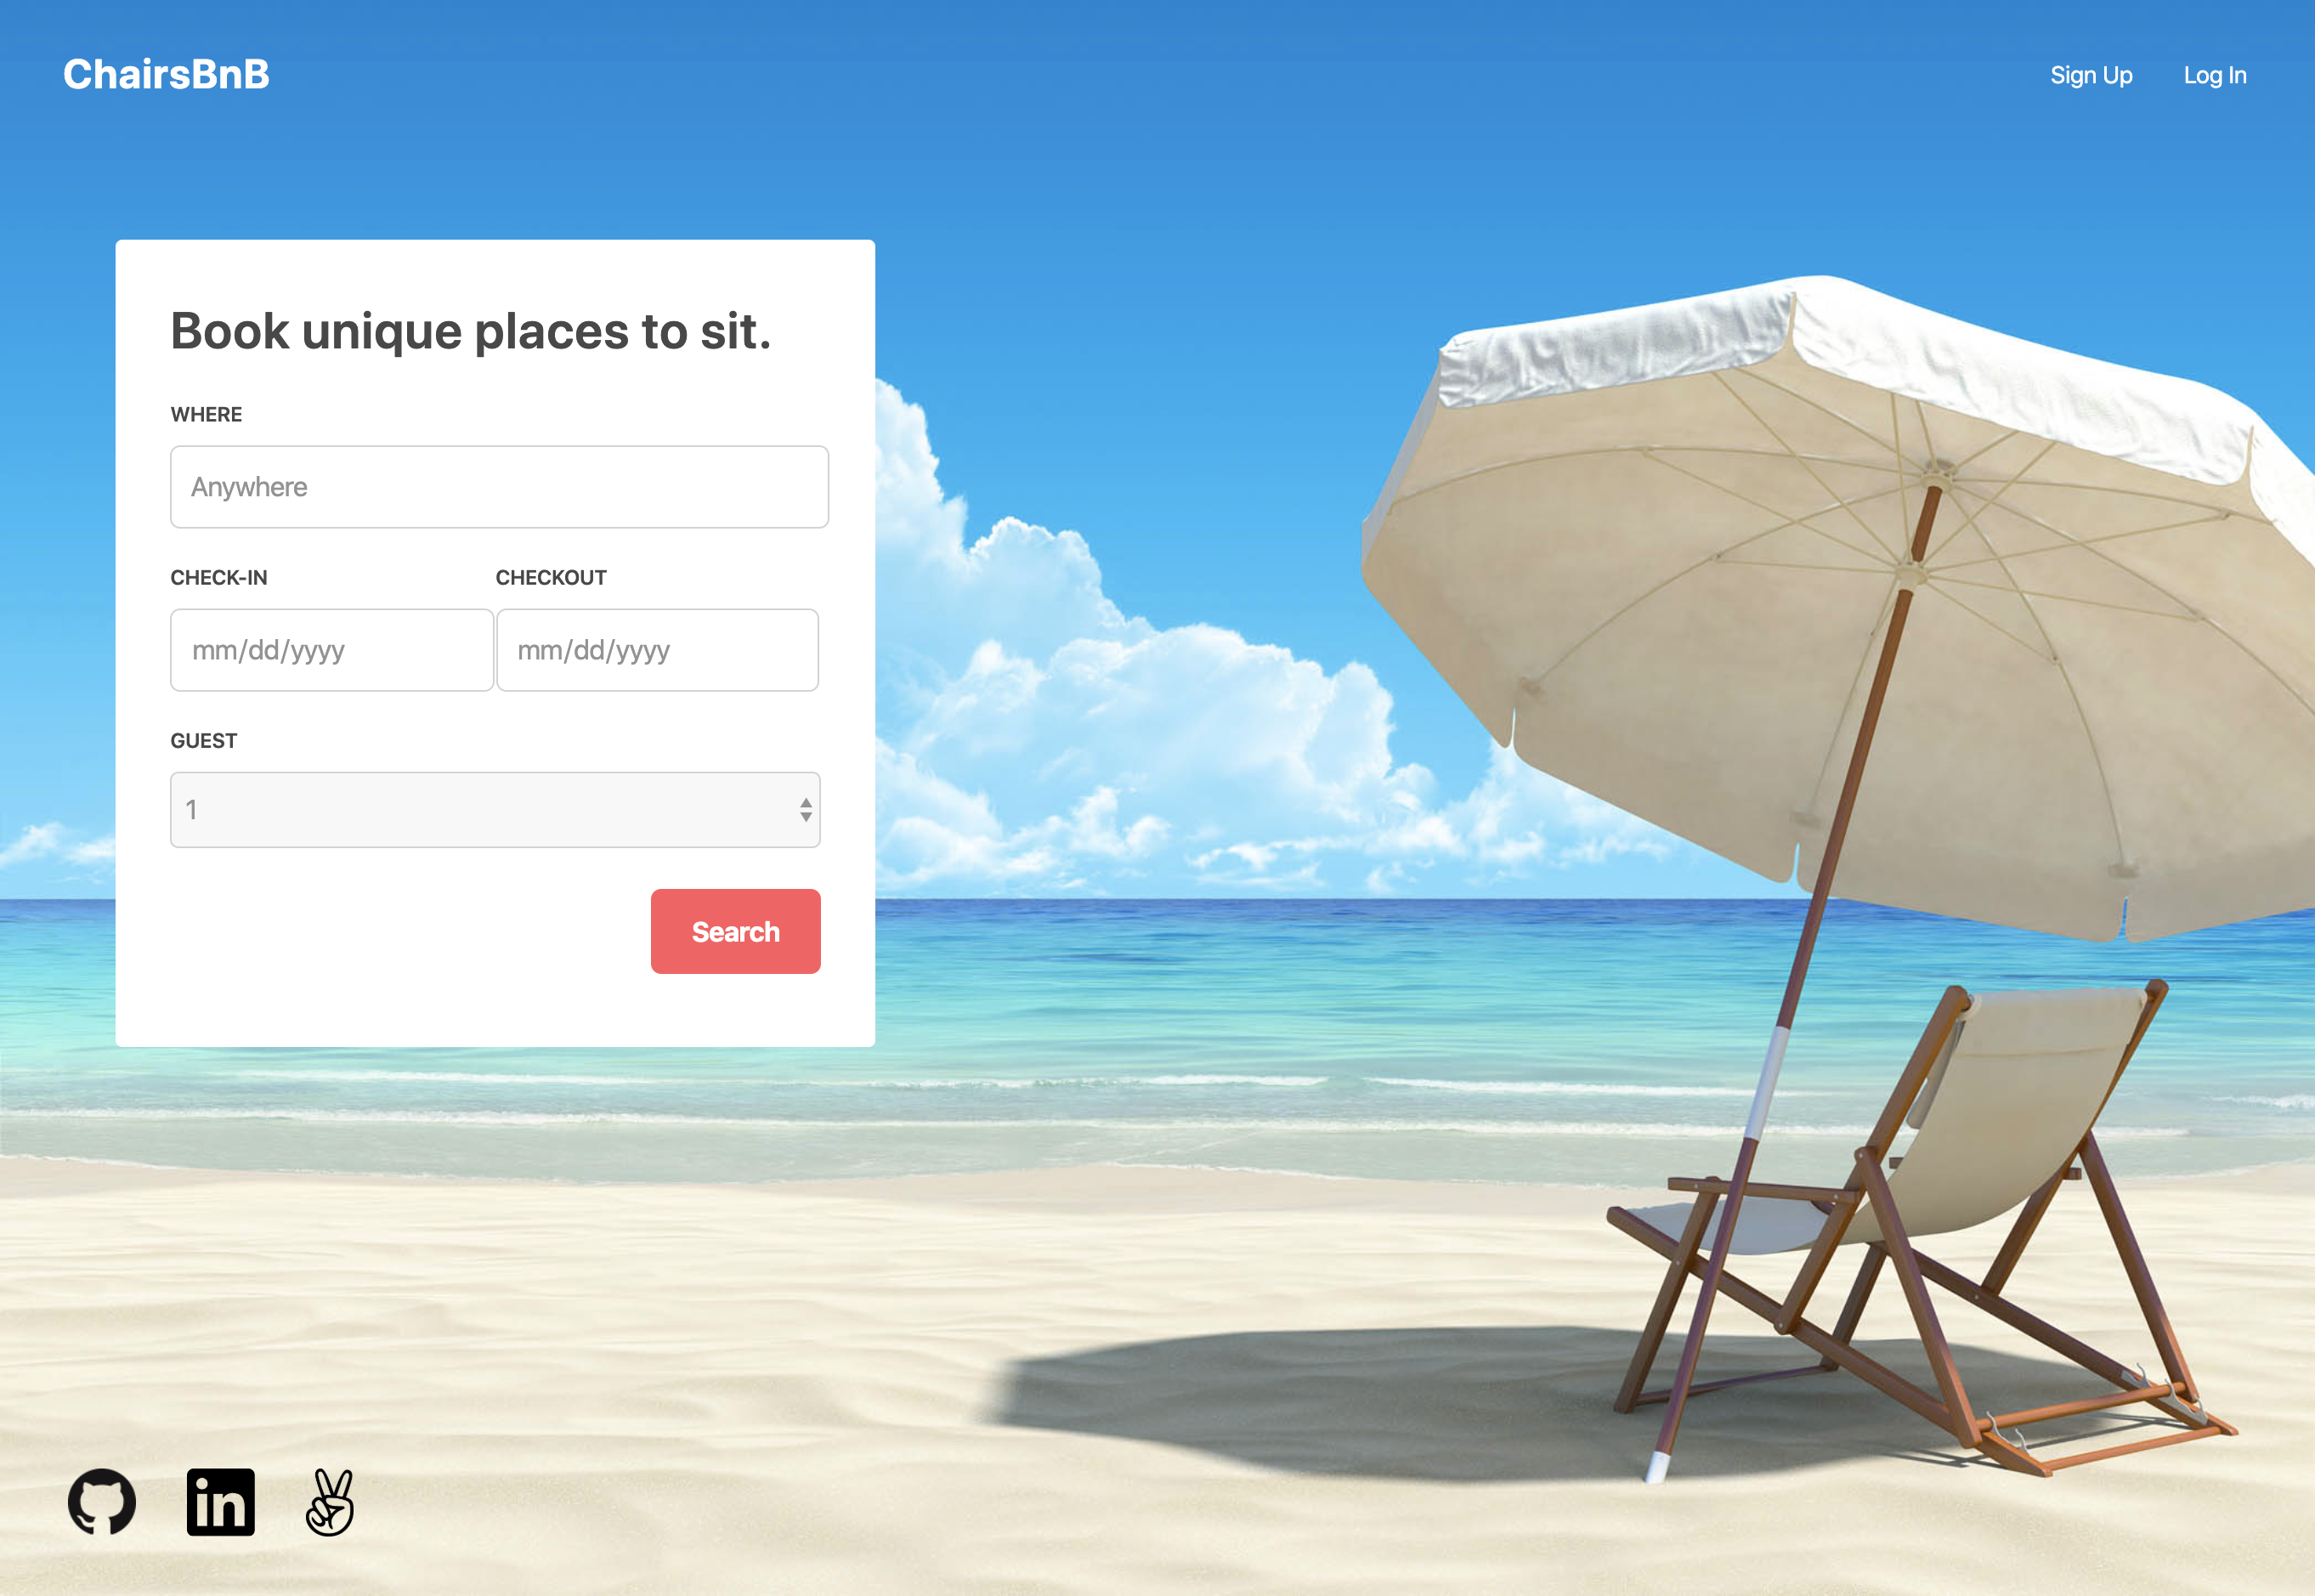 ChairsBnB
Sign Up Log In
Book unique places to sit.
WHERE
Anywhere
CHECK-IN CHECKOUT
mm/dd/yyyy mm/dd/yyyy
GUEST
1
Search
in